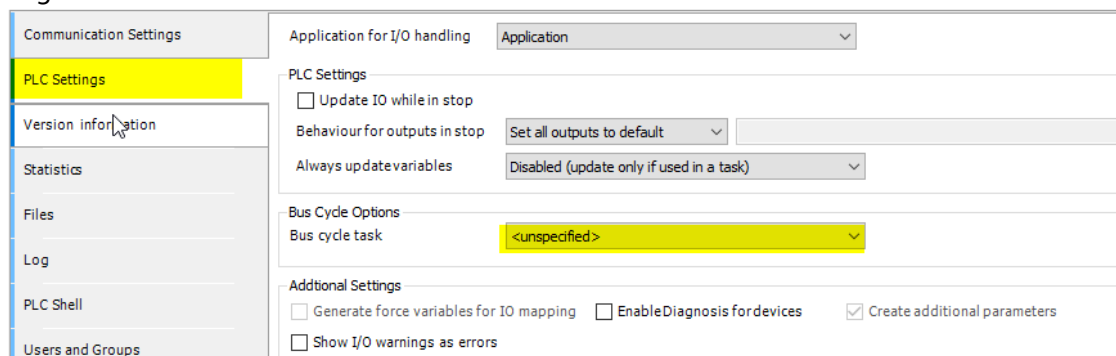 Communication Settings
Application for I/O handling
Application
PLC Settings
PLC Settings
Update IO while in stop
Version information
Behaviour for outputs in stop
Set all outputs to default
Statistics
Always update variables
Disabled (update only if used in a task)
Files
Bus Cycle Options
Bus cycle task
<unspecified>
Log
Addtional Settings
PLC Shell
Generate force variables for IO mapping
Enable Diagnosis for devices
Create additional parameters
Users and Groups
Show I/O warnings as errors